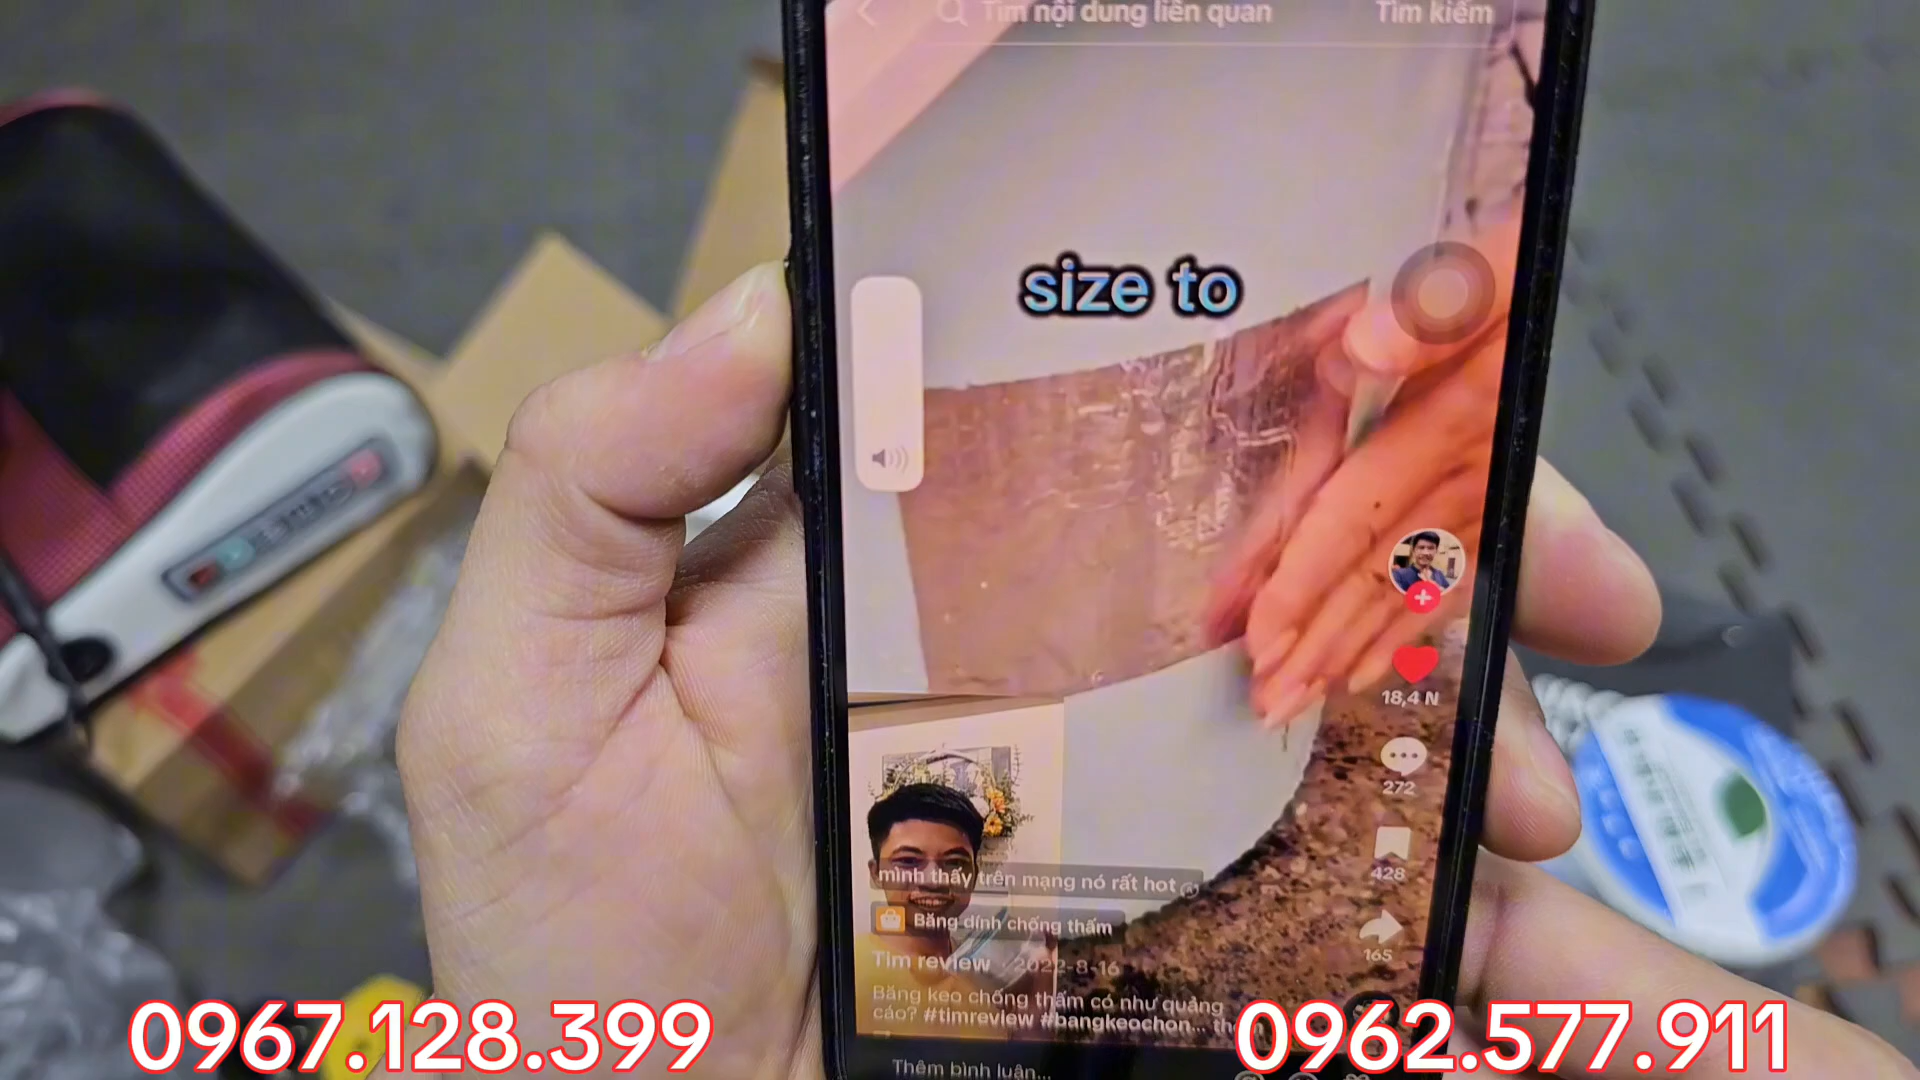 Tìm nội dung liên quan
Tìm kiếm
size to
18,4 N
272
mình thấy trên mạng nó rất hot
428
Băng dính chống thấm
165
Tim review · 2022-8-16
Băng keo chống thấm có như quảng
cáo? #timreview #bangkeochon...
Thêm bình luận...
0967.128.399
0962.577.911